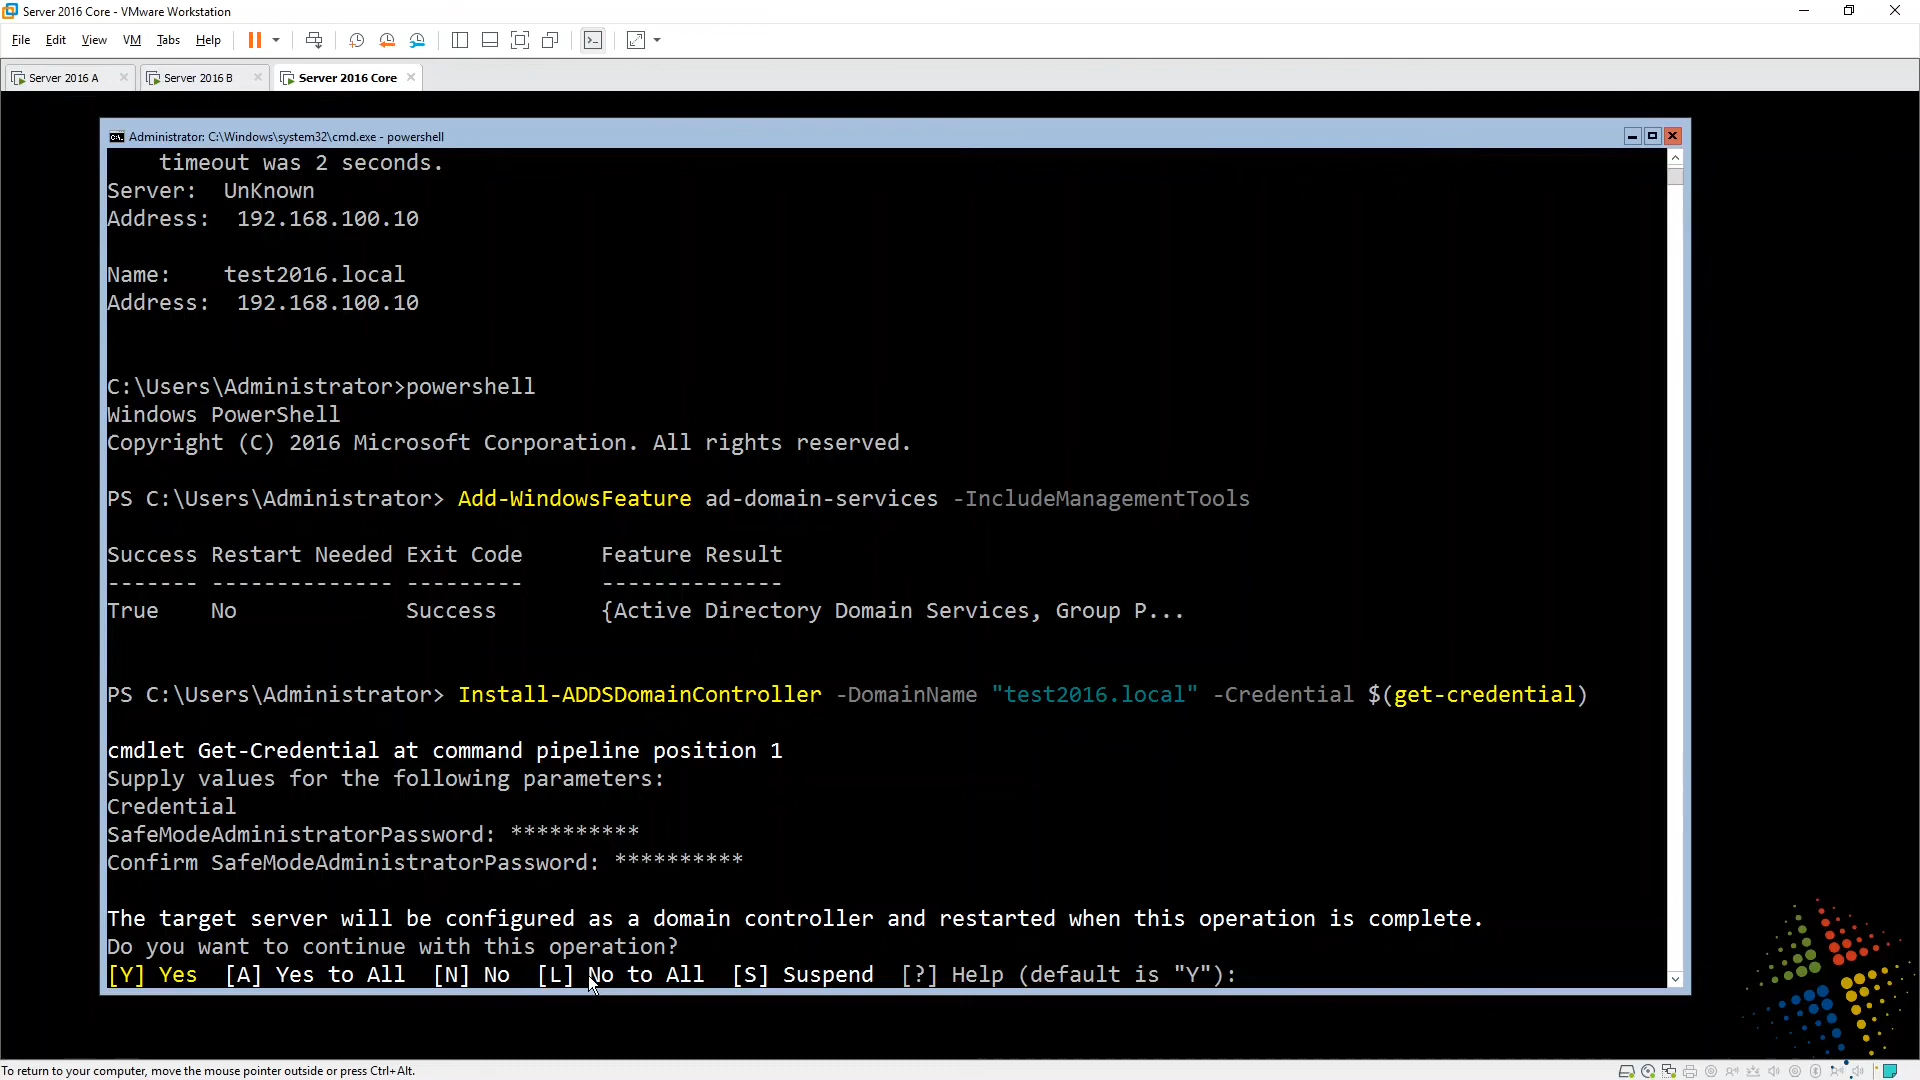 Server 2016 Core - VMware Workstation
File Edit View VM Tabs Help
Server 2016 A Server 2016 B Server 2016 Core
Administrator: C:\Windows\system32\cmd.exe - powershell
timeout was 2 seconds.
Server:  UnKnown
Address:  192.168.100.10
Name:    test2016.local
Address:  192.168.100.10
C:\Users\Administrator>powershell
Windows PowerShell
Copyright (C) 2016 Microsoft Corporation. All rights reserved.
PS C:\Users\Administrator> Add-WindowsFeature ad-domain-services -IncludeManagementTools
Success Restart Needed Exit Code      Feature Result
------- -------------- ---------      --------------
True    No             Success        {Active Directory Domain Services, Group P...
PS C:\Users\Administrator> Install-ADDSDomainController -DomainName "test2016.local" -Credential $(get-credential)
cmdlet Get-Credential at command pipeline position 1
Supply values for the following parameters:
Credential
SafeModeAdministratorPassword: **********
Confirm SafeModeAdministratorPassword: **********
The target server will be configured as a domain controller and restarted when this operation is complete.
Do you want to continue with this operation?
[Y] Yes  [A] Yes to All  [N] No  [L] No to All  [S] Suspend  [?] Help (default is "Y"):
To return to your computer, move the mouse pointer outside or press Ctrl+Alt.